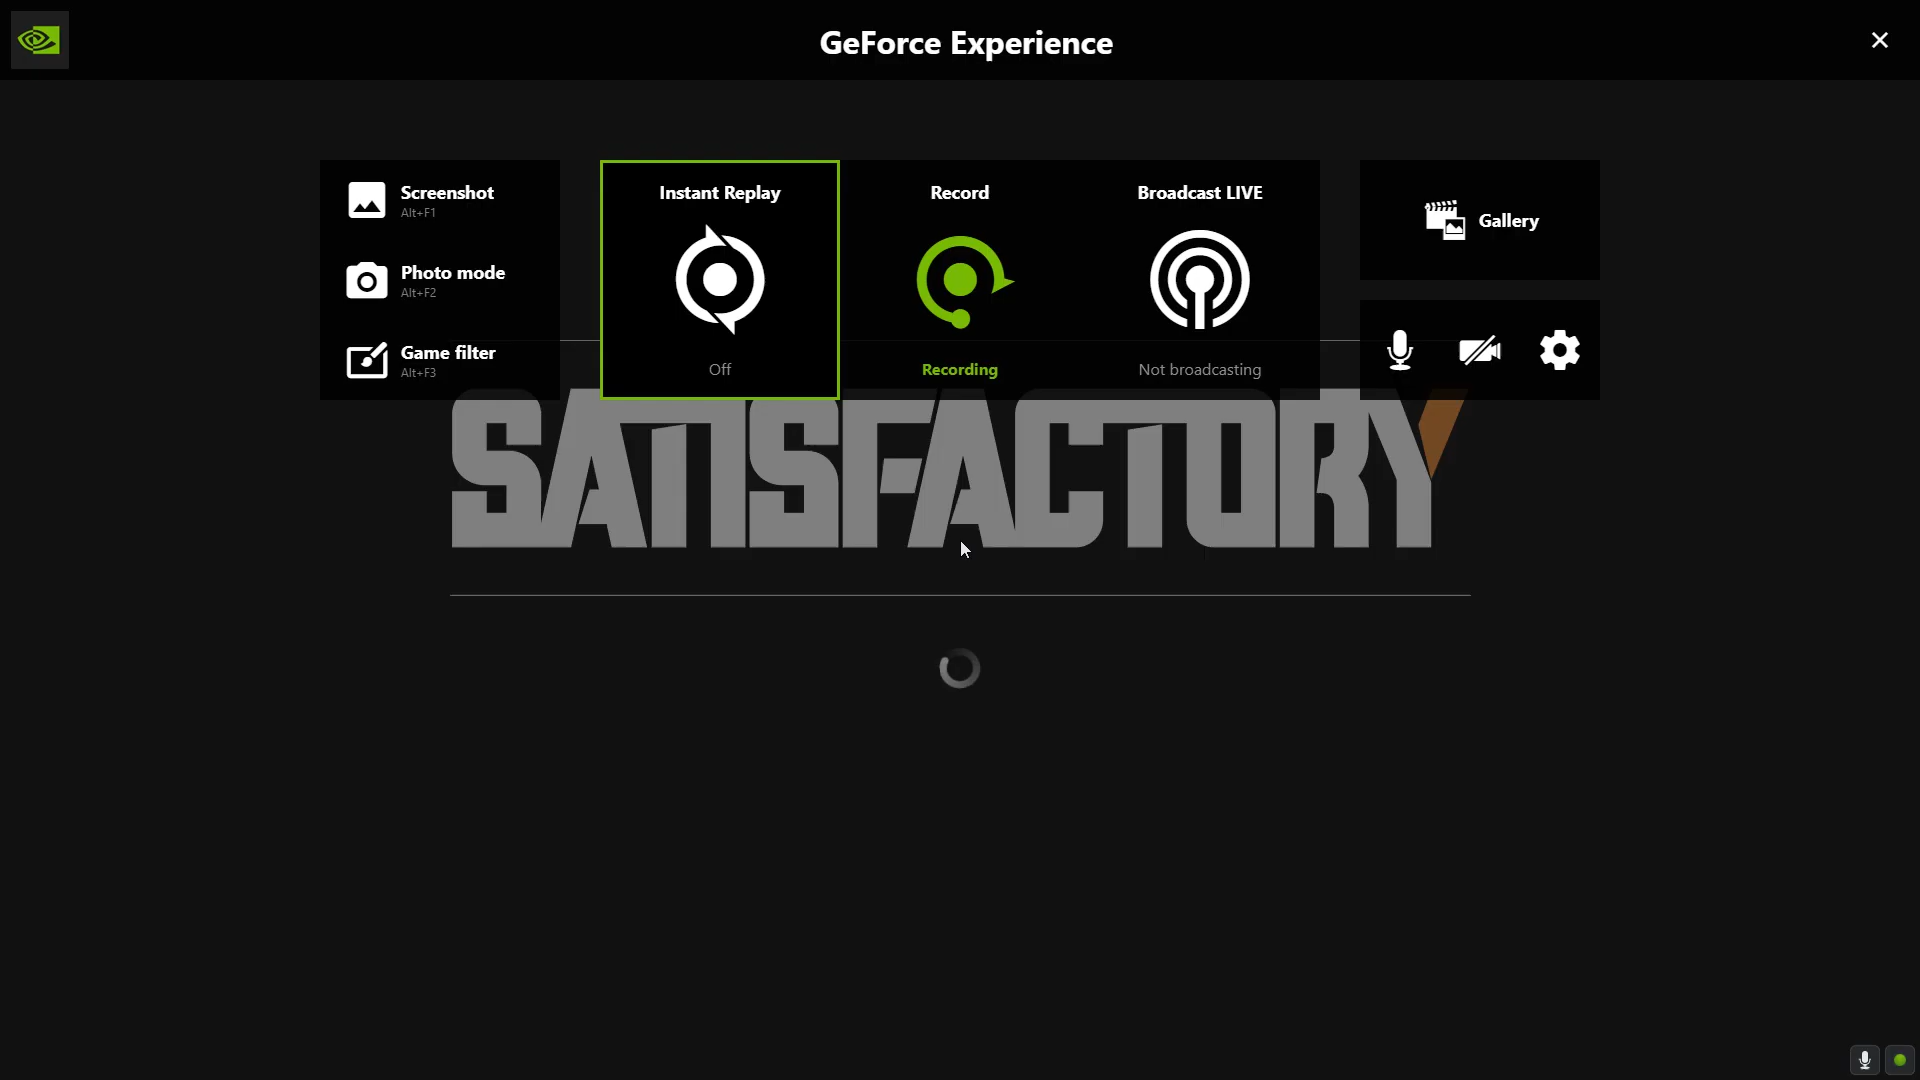 GeForce Experience
Screenshot
Alt+F1
Photo mode
Alt+F2
Game filter
Alt+F3
Instant Replay
Off
Record
Recording
Broadcast LIVE
Not broadcasting
Gallery
SATISFACTORY